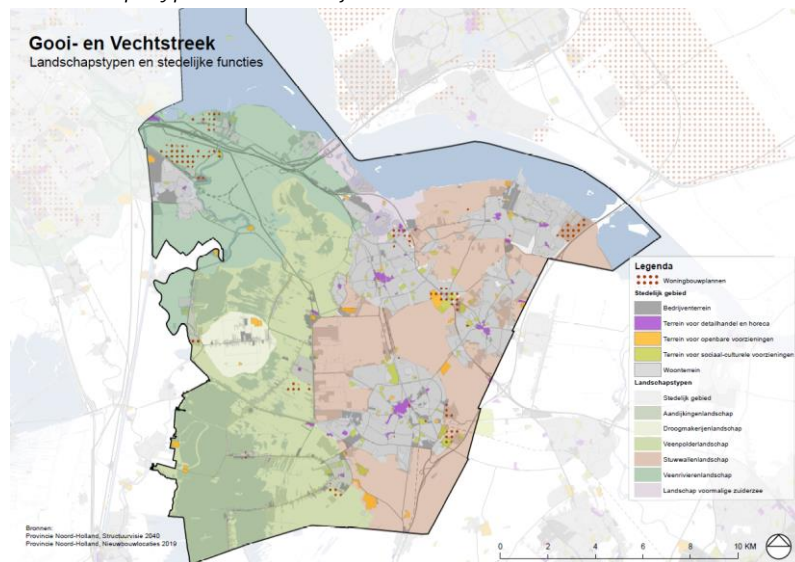 Gooi- en Vechtstreek
Landschapstypen en stedelijke functies
Legenda
Woningbouwplannen
Stedelijk gebied
Bedrijventerrein
Terrein voor detailhandel en horeca
Terrein voor openbare voorzieningen
Terrein voor sociaal-culturele voorzieningen
Woonterrein
Landschapstypen
Stedelijk gebied
Aandijkingenlandschap
Droogmakerijenlandschap
Veenpolderlandschap
Stuwwallenlandschap
Veenrivierenlandschap
Landschap voormalige zuiderzee
Bronnen:
Provincie Noord-Holland, Structuurvisie 2040
Provincie Noord-Holland, Nieuwbouwlocaties 2019
0 2 4 6 8 10 KM